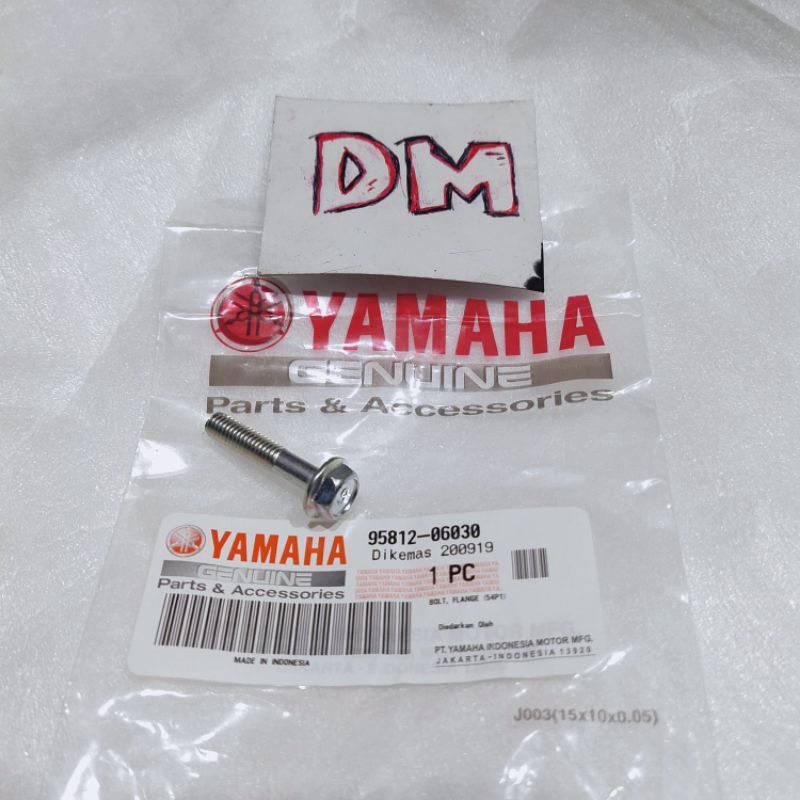 DM
YAMAHA
GENUINE
Parts & Accessories
YAMAHA
GENUINE
Parts & Accessories
MADE IN INDONESIA
95812-06030
Dikemas 200919
1 PC
BOLT, FLANGE (54P1)
Diedarkan Oleh
PT. YAMAHA INDONESIA MOTOR MFG.
JAKARTA-INDONESIA 13920
J003(15x10x0.05)